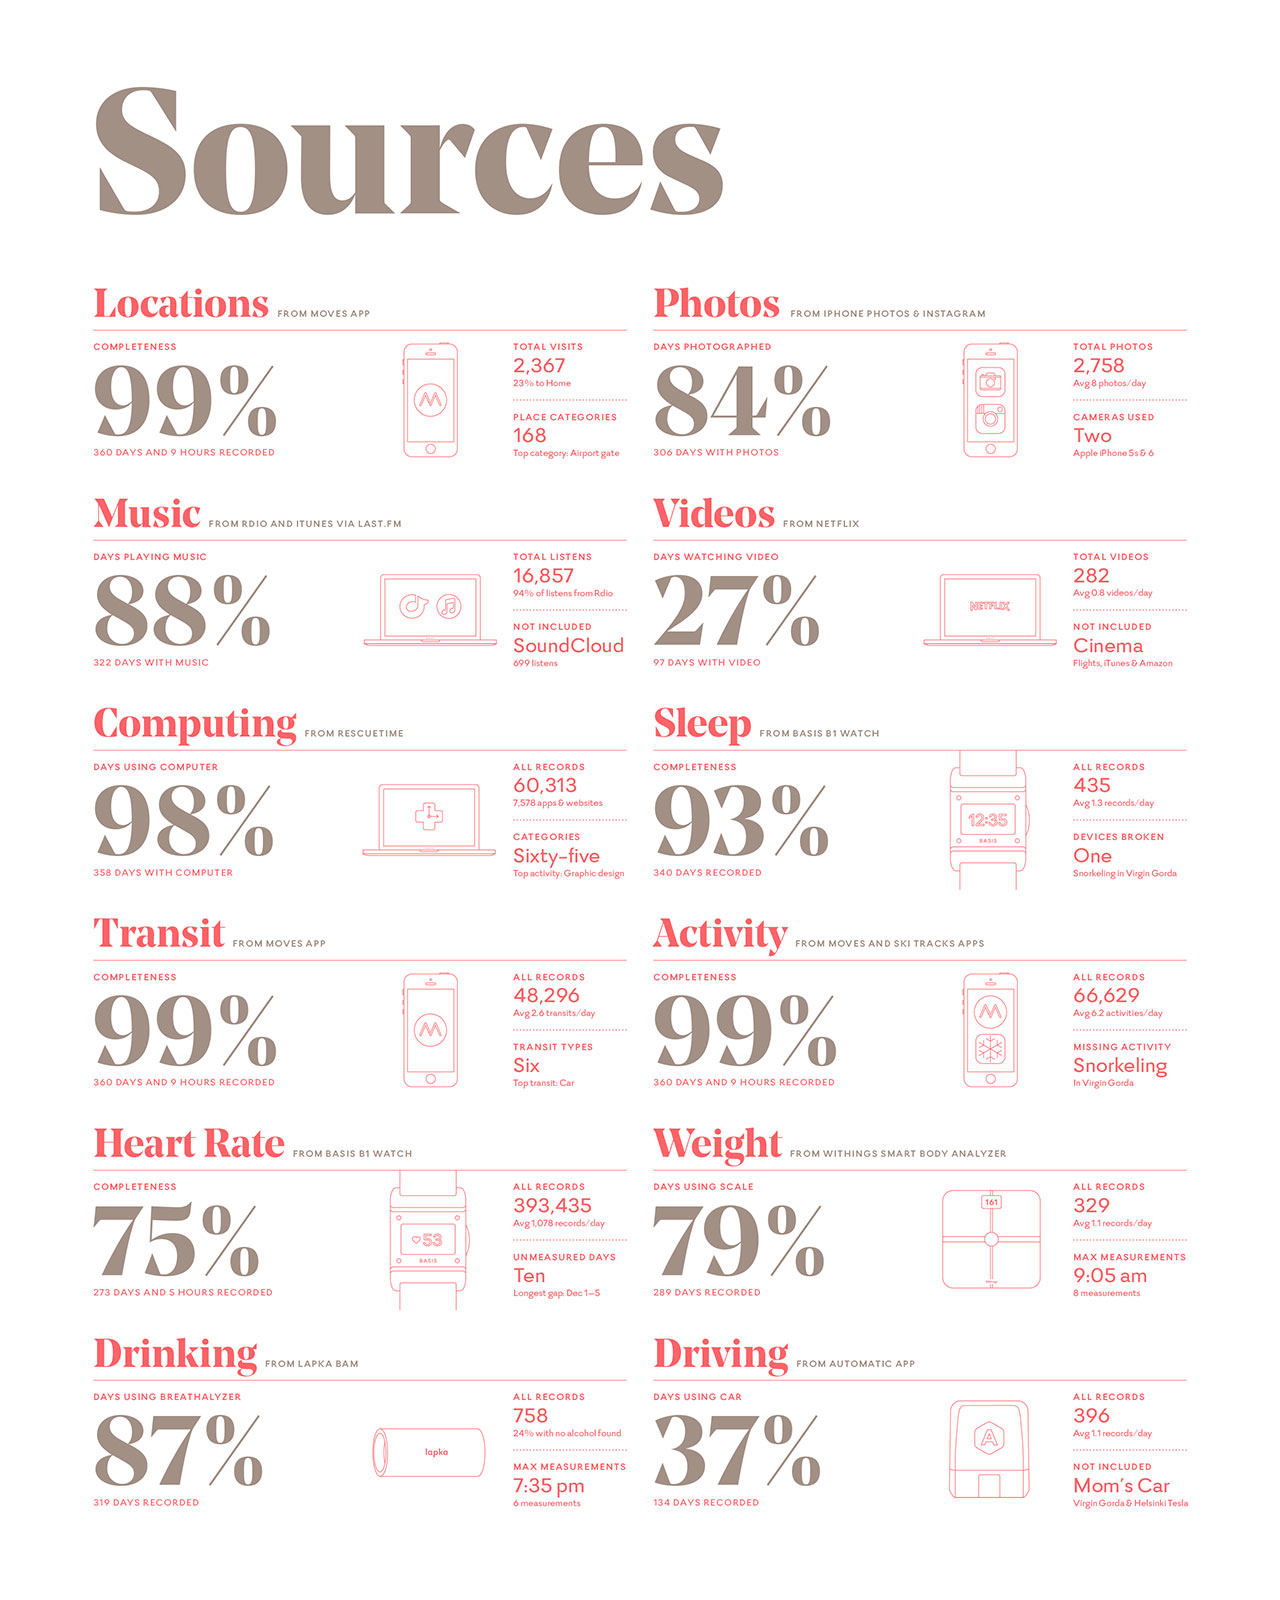 Sources
Locations FROM MOVES APP
COMPLETENESS
99%
360 DAYS AND 9 HOURS RECORDED
TOTAL VISITS
2,367
23% to Home
PLACE CATEGORIES
168
Top category: Airport gate
Photos FROM IPHONE PHOTOS & INSTAGRAM
DAYS PHOTOGRAPHED
84%
306 DAYS WITH PHOTOS
TOTAL PHOTOS
2,758
Avg 8 photos/day
CAMERAS USED
Two
Apple iPhone 5s & 6
Music FROM RDIO AND ITUNES VIA LAST.FM
DAYS PLAYING MUSIC
88%
322 DAYS WITH MUSIC
TOTAL LISTENS
16,857
94% of listens from Rdio
NOT INCLUDED
SoundCloud
699 listens
Videos FROM NETFLIX
DAYS WATCHING VIDEO
27%
97 DAYS WITH VIDEO
NETFLIX
TOTAL VIDEOS
282
Avg 0.8 videos/day
NOT INCLUDED
Cinema
Flights, iTunes & Amazon
Computing FROM RESCUETIME
DAYS USING COMPUTER
98%
358 DAYS WITH COMPUTER
ALL RECORDS
60,313
7,578 apps & websites
CATEGORIES
Sixty-five
Top activity: Graphic design
Sleep FROM BASIS B1 WATCH
COMPLETENESS
93%
340 DAYS RECORDED
12:35
BASIS
ALL RECORDS
435
Avg 1.3 records/day
DEVICES BROKEN
One
Snorkeling in Virgin Gorda
Transit FROM MOVES APP
COMPLETENESS
99%
360 DAYS AND 9 HOURS RECORDED
ALL RECORDS
48,296
Avg 2.6 transits/day
TRANSIT TYPES
Six
Top transit: Car
Activity FROM MOVES AND SKI TRACKS APPS
COMPLETENESS
99%
360 DAYS AND 9 HOURS RECORDED
ALL RECORDS
66,629
Avg 6.2 activities/day
MISSING ACTIVITY
Snorkeling
In Virgin Gorda
Heart Rate FROM BASIS B1 WATCH
COMPLETENESS
75%
273 DAYS AND 5 HOURS RECORDED
53
BASIS
ALL RECORDS
393,435
Avg 1,078 records/day
UNMEASURED DAYS
Ten
Longest gap: Dec 1–5
Weight FROM WITHINGS SMART BODY ANALYZER
DAYS USING SCALE
79%
289 DAYS RECORDED
161
ALL RECORDS
329
Avg 1.1 records/day
MAX MEASUREMENTS
9:05 am
8 measurements
Drinking FROM LAPKA BAM
DAYS USING BREATHALYZER
87%
319 DAYS RECORDED
lapka
ALL RECORDS
758
24% with no alcohol found
MAX MEASUREMENTS
7:35 pm
6 measurements
Driving FROM AUTOMATIC APP
DAYS USING CAR
37%
134 DAYS RECORDED
A
ALL RECORDS
396
Avg 1.1 records/day
NOT INCLUDED
Mom's Car
Virgin Gorda & Helsinki Tesla